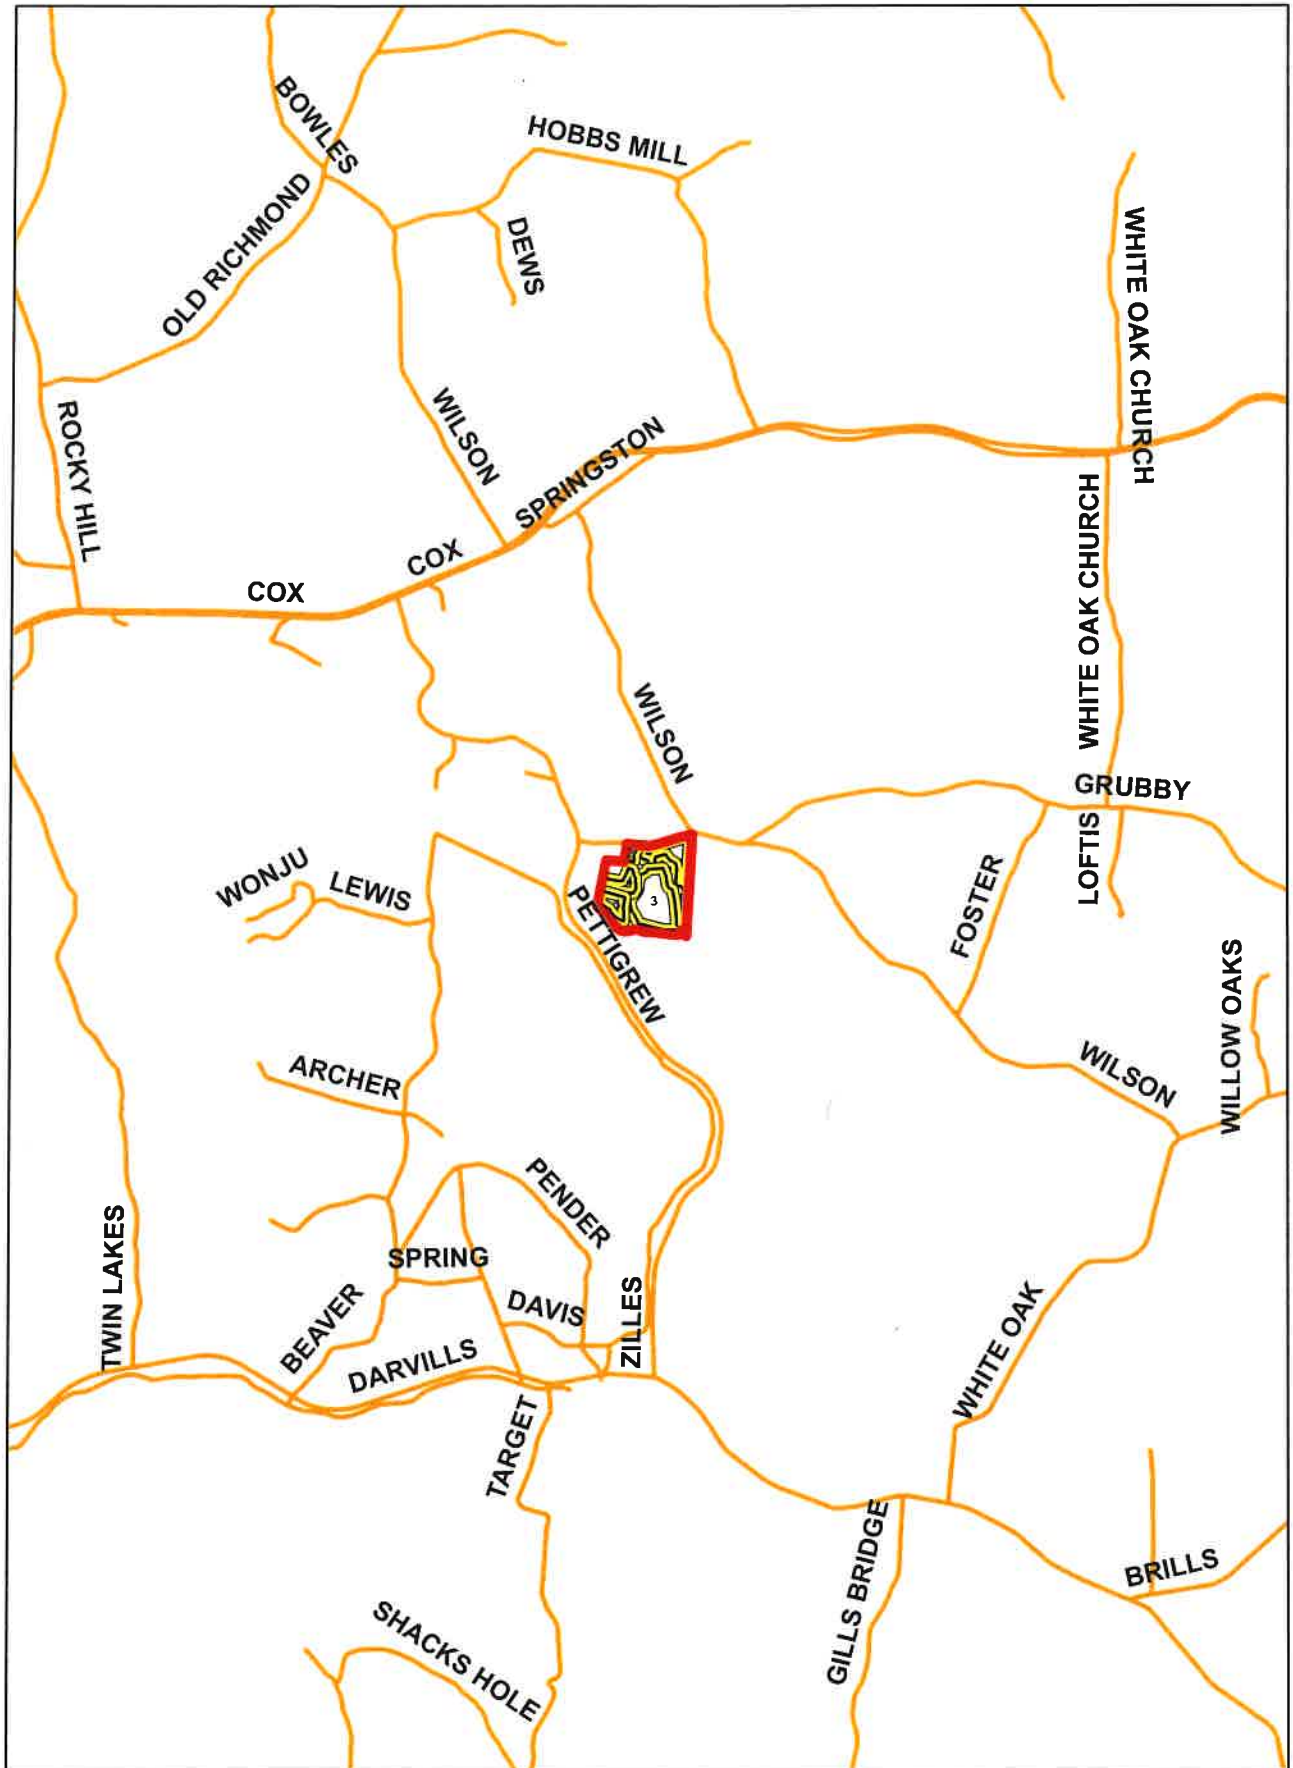 BOWLES
HOBBS MILL
OLD RICHMOND
DEWS
WHITE OAK CHURCH
ROCKY HILL
WILSON
SPRINGSTON
WHITE OAK CHURCH
COX
COX
WILSON
GRUBBY
LOFTIS
WONJU
LEWIS
3
PETTIGREW
FOSTER
WILLOW OAKS
WILSON
ARCHER
PENDER
TWIN LAKES
SPRING
BEAVER
DAVIS
ZILLES
WHITE OAK
DARVILLS
TARGET
GILLS BRIDGE
BRILLS
SHACKS HOLE